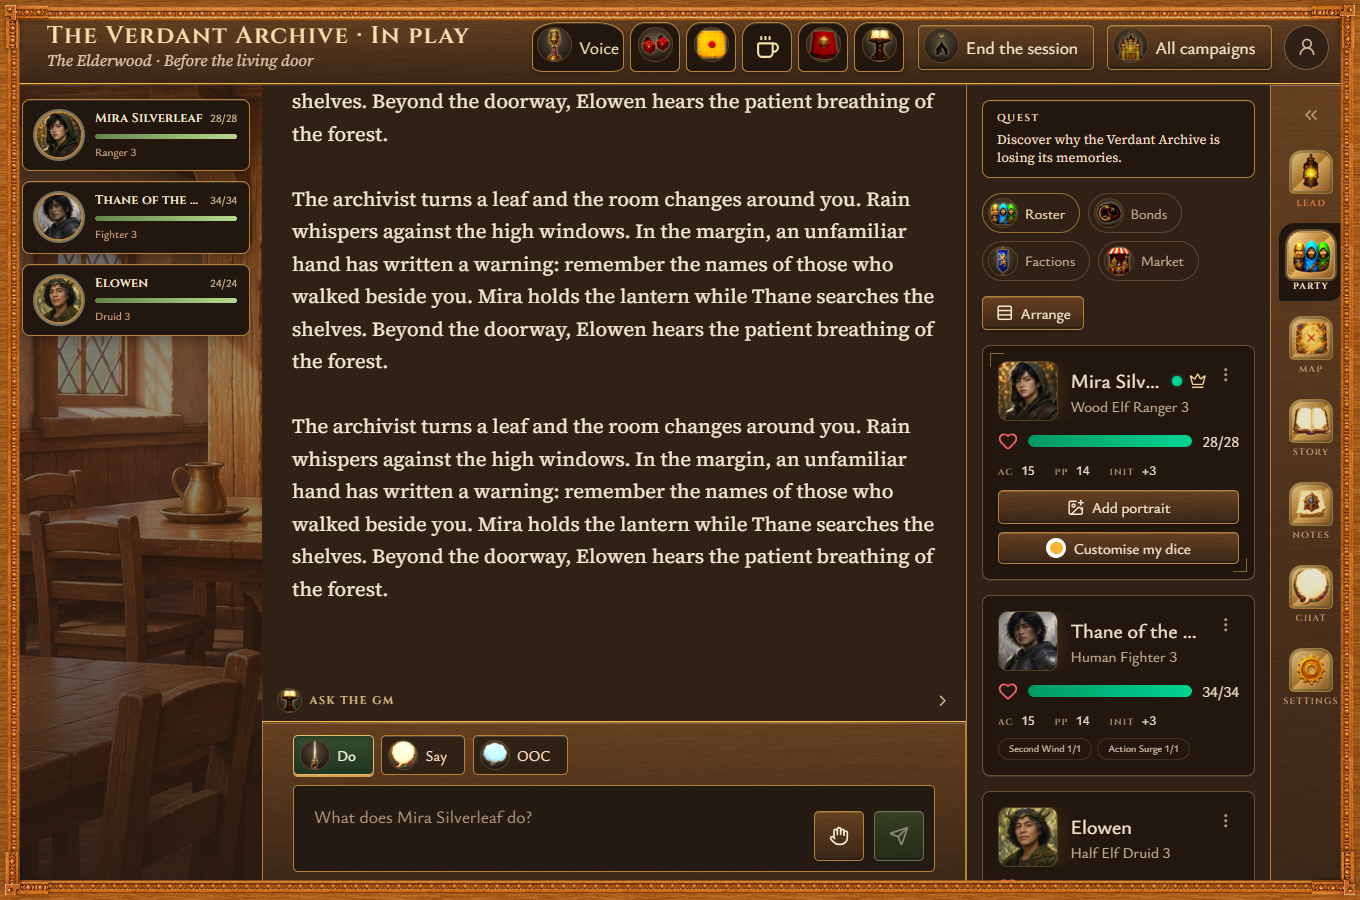 The Verdant Archive · In play
The Elderwood · Before the living door
Voice
End the session
All campaigns
Mira Silverleaf 28/28
Ranger 3
Thane of the ... 34/34
Fighter 3
Elowen 24/24
Druid 3
shelves. Beyond the doorway, Elowen hears the patient breathing of
the forest.
The archivist turns a leaf and the room changes around you. Rain
whispers against the high windows. In the margin, an unfamiliar
hand has written a warning: remember the names of those who
walked beside you. Mira holds the lantern while Thane searches the
shelves. Beyond the doorway, Elowen hears the patient breathing of
the forest.
The archivist turns a leaf and the room changes around you. Rain
whispers against the high windows. In the margin, an unfamiliar
hand has written a warning: remember the names of those who
walked beside you. Mira holds the lantern while Thane searches the
shelves. Beyond the doorway, Elowen hears the patient breathing of
the forest.
ASK THE GM
Do
Say
OOC
What does Mira Silverleaf do?
QUEST
Discover why the Verdant Archive is
losing its memories.
Roster
Bonds
Factions
Market
Arrange
Mira Silv...
Wood Elf Ranger 3
28/28
AC 15 PP 14 INIT +3
Add portrait
Customise my dice
Thane of the ...
Human Fighter 3
34/34
AC 15 PP 14 INIT +3
Second Wind 1/1
Action Surge 1/1
Elowen
Half Elf Druid 3
LEAD
PARTY
MAP
STORY
NOTES
CHAT
SETTINGS